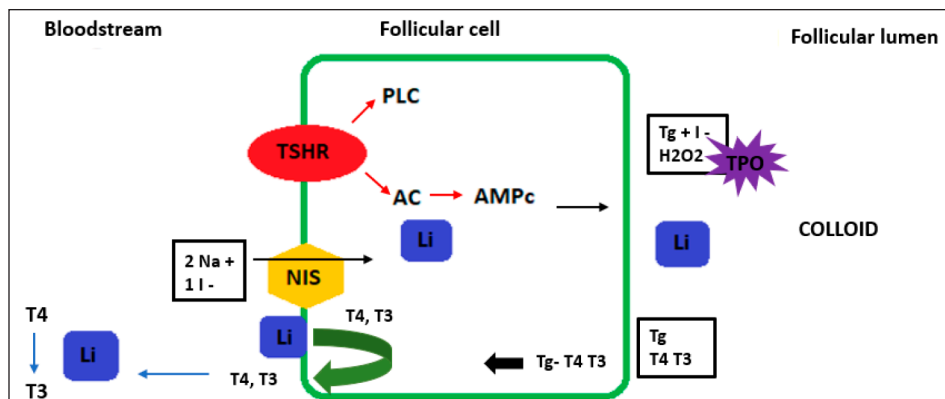 Bloodstream
Follicular cell
Follicular lumen
PLC
TSHR
Tg + I -
H2O2
TPO
AC
AMPc
Li
Li
COLLOID
2 Na +
1 I -
NIS
T4
T3
Li
Li
T4, T3
T4, T3
Tg- T4 T3
Tg
T4 T3